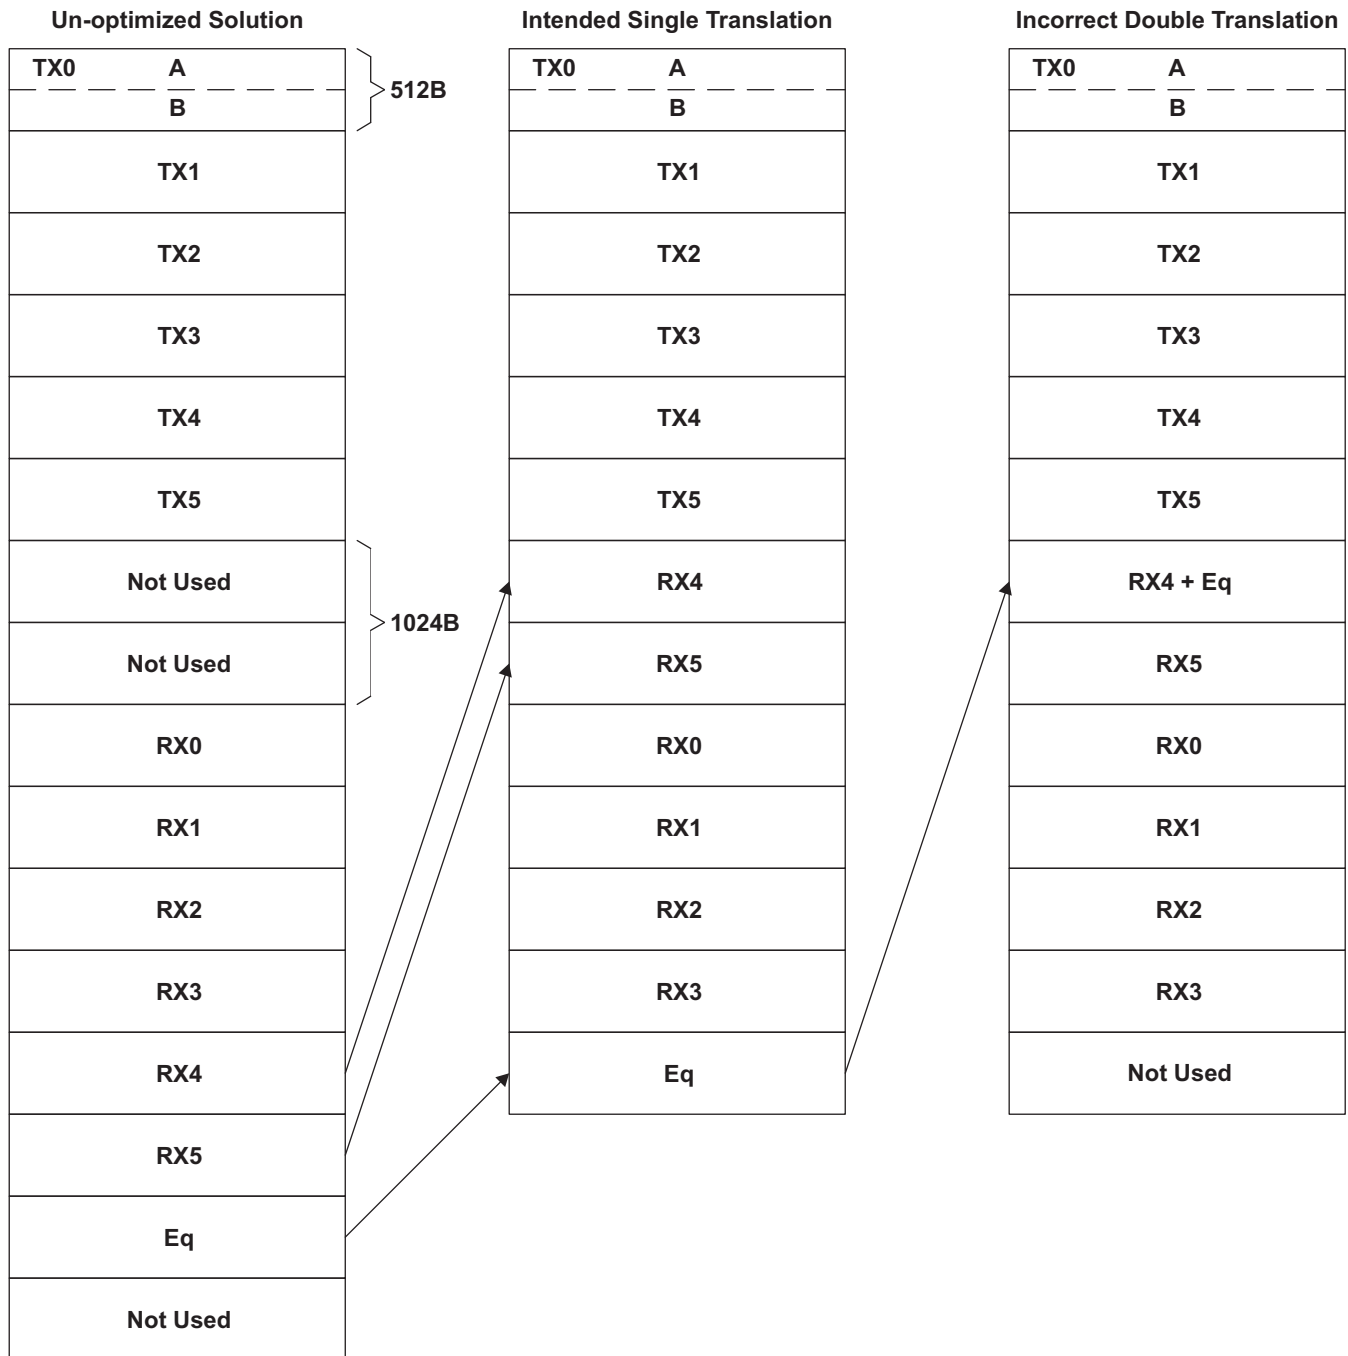 Un-optimized Solution
TX0 A
B
512B
TX1
TX2
TX3
TX4
TX5
Not Used
Not Used
1024B
RX0
RX1
RX2
RX3
RX4
RX5
Eq
Not Used
Intended Single Translation
TX0 A
B
TX1
TX2
TX3
TX4
TX5
RX4
RX5
RX0
RX1
RX2
RX3
Eq
Incorrect Double Translation
TX0 A
B
TX1
TX2
TX3
TX4
TX5
RX4 + Eq
RX5
RX0
RX1
RX2
RX3
Not Used